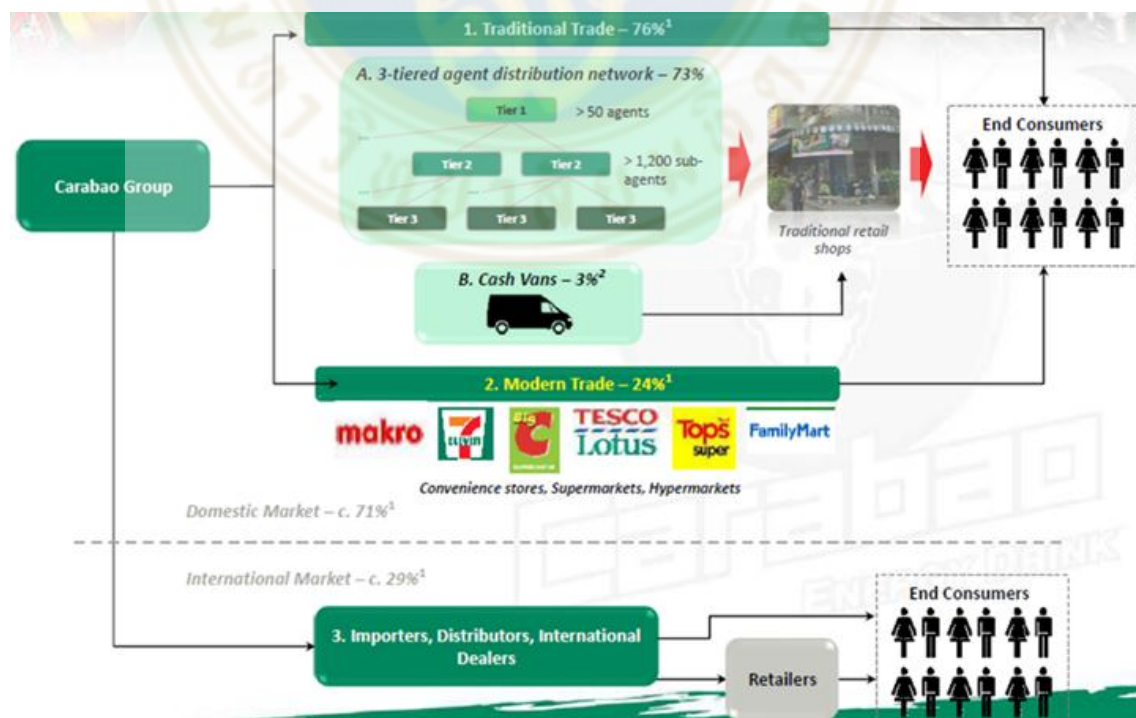 1. Traditional Trade – 76%¹
A. 3-tiered agent distribution network – 73%
Tier 1
> 50 agents
...
Tier 2
Tier 2
> 1,200 sub-
agents
...
...
Tier 3
Tier 3
Tier 3
Carabao Group
Traditional retail
shops
End Consumers
B. Cash Vans – 3%²
2. Modern Trade – 24%¹
makro
7
ELEVEN
BIG
C
TESCO
Lotus
Tops
super
FamilyMart
Convenience stores, Supermarkets, Hypermarkets
Domestic Market – c. 71%¹
International Market – c. 29%¹
3. Importers, Distributors, International
Dealers
Retailers
End Consumers
Carabao
ENERGY DRINK